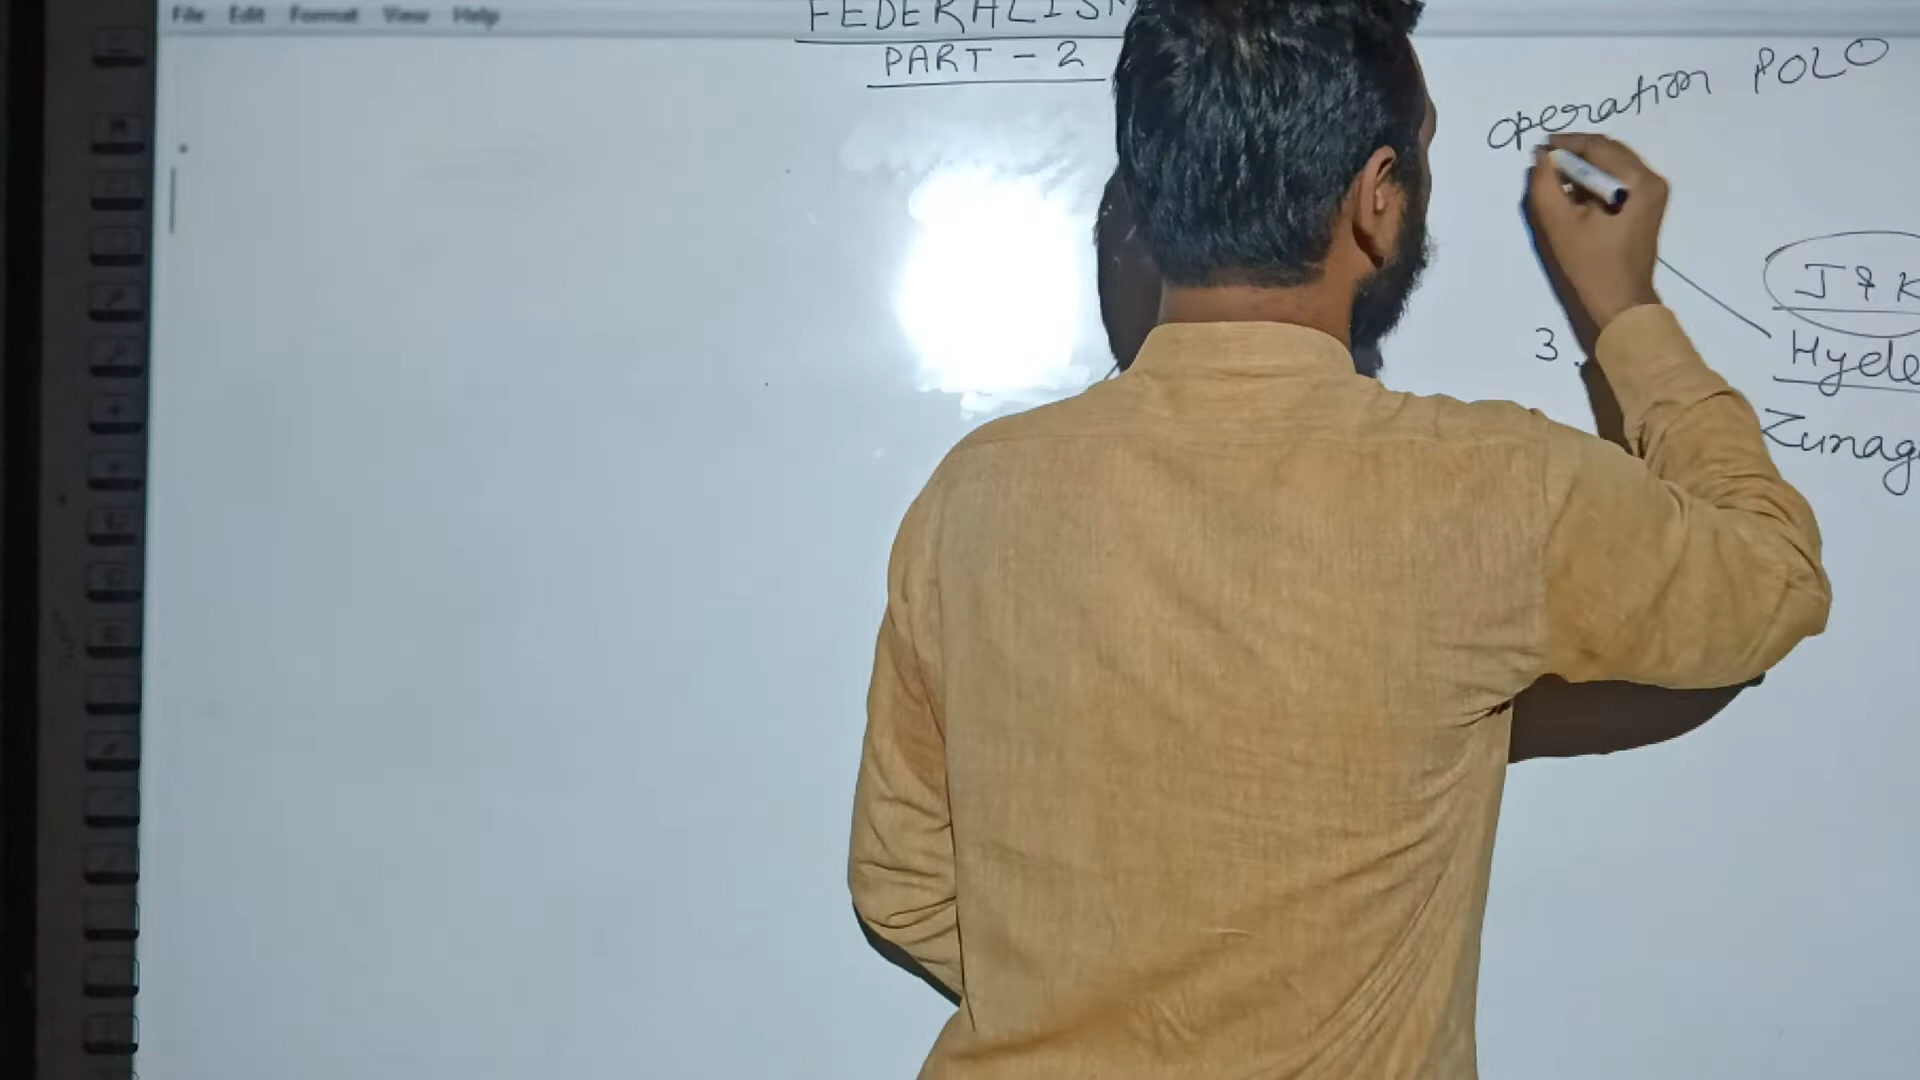 File Edit Format View Help
FEDERALISM
PART - 2
operation POLO
J & K
3.
Hyde
Zunag